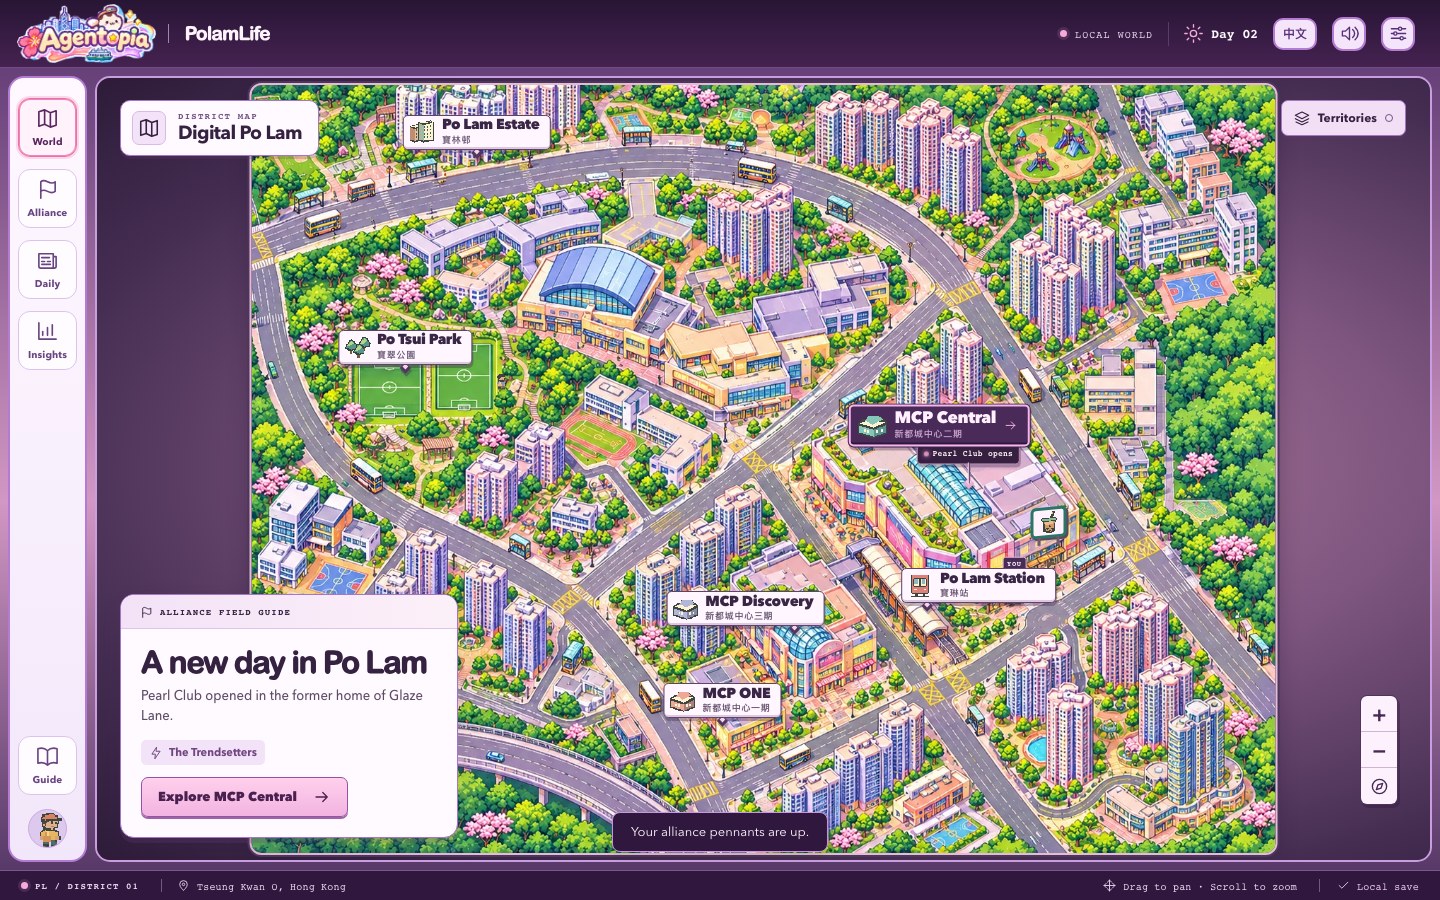 Agentopia
PolamLife
LOCAL WORLD
Day 02
中文
World
Alliance
Daily
Insights
Guide
DISTRICT MAP
Digital Po Lam
Territories
Po Lam Estate
寶林邨
Po Tsui Park
寶翠公園
MCP Central
新都城中心二期
Pearl Club opens
YOU
Po Lam Station
寶琳站
MCP Discovery
新都城中心三期
MCP ONE
新都城中心一期
ALLIANCE FIELD GUIDE
A new day in Po Lam
Pearl Club opened in the former home of Glaze
Lane.
The Trendsetters
Explore MCP Central
Your alliance pennants are up.
PL / DISTRICT 01
Tseung Kwan O, Hong Kong
Drag to pan · Scroll to zoom
Local save